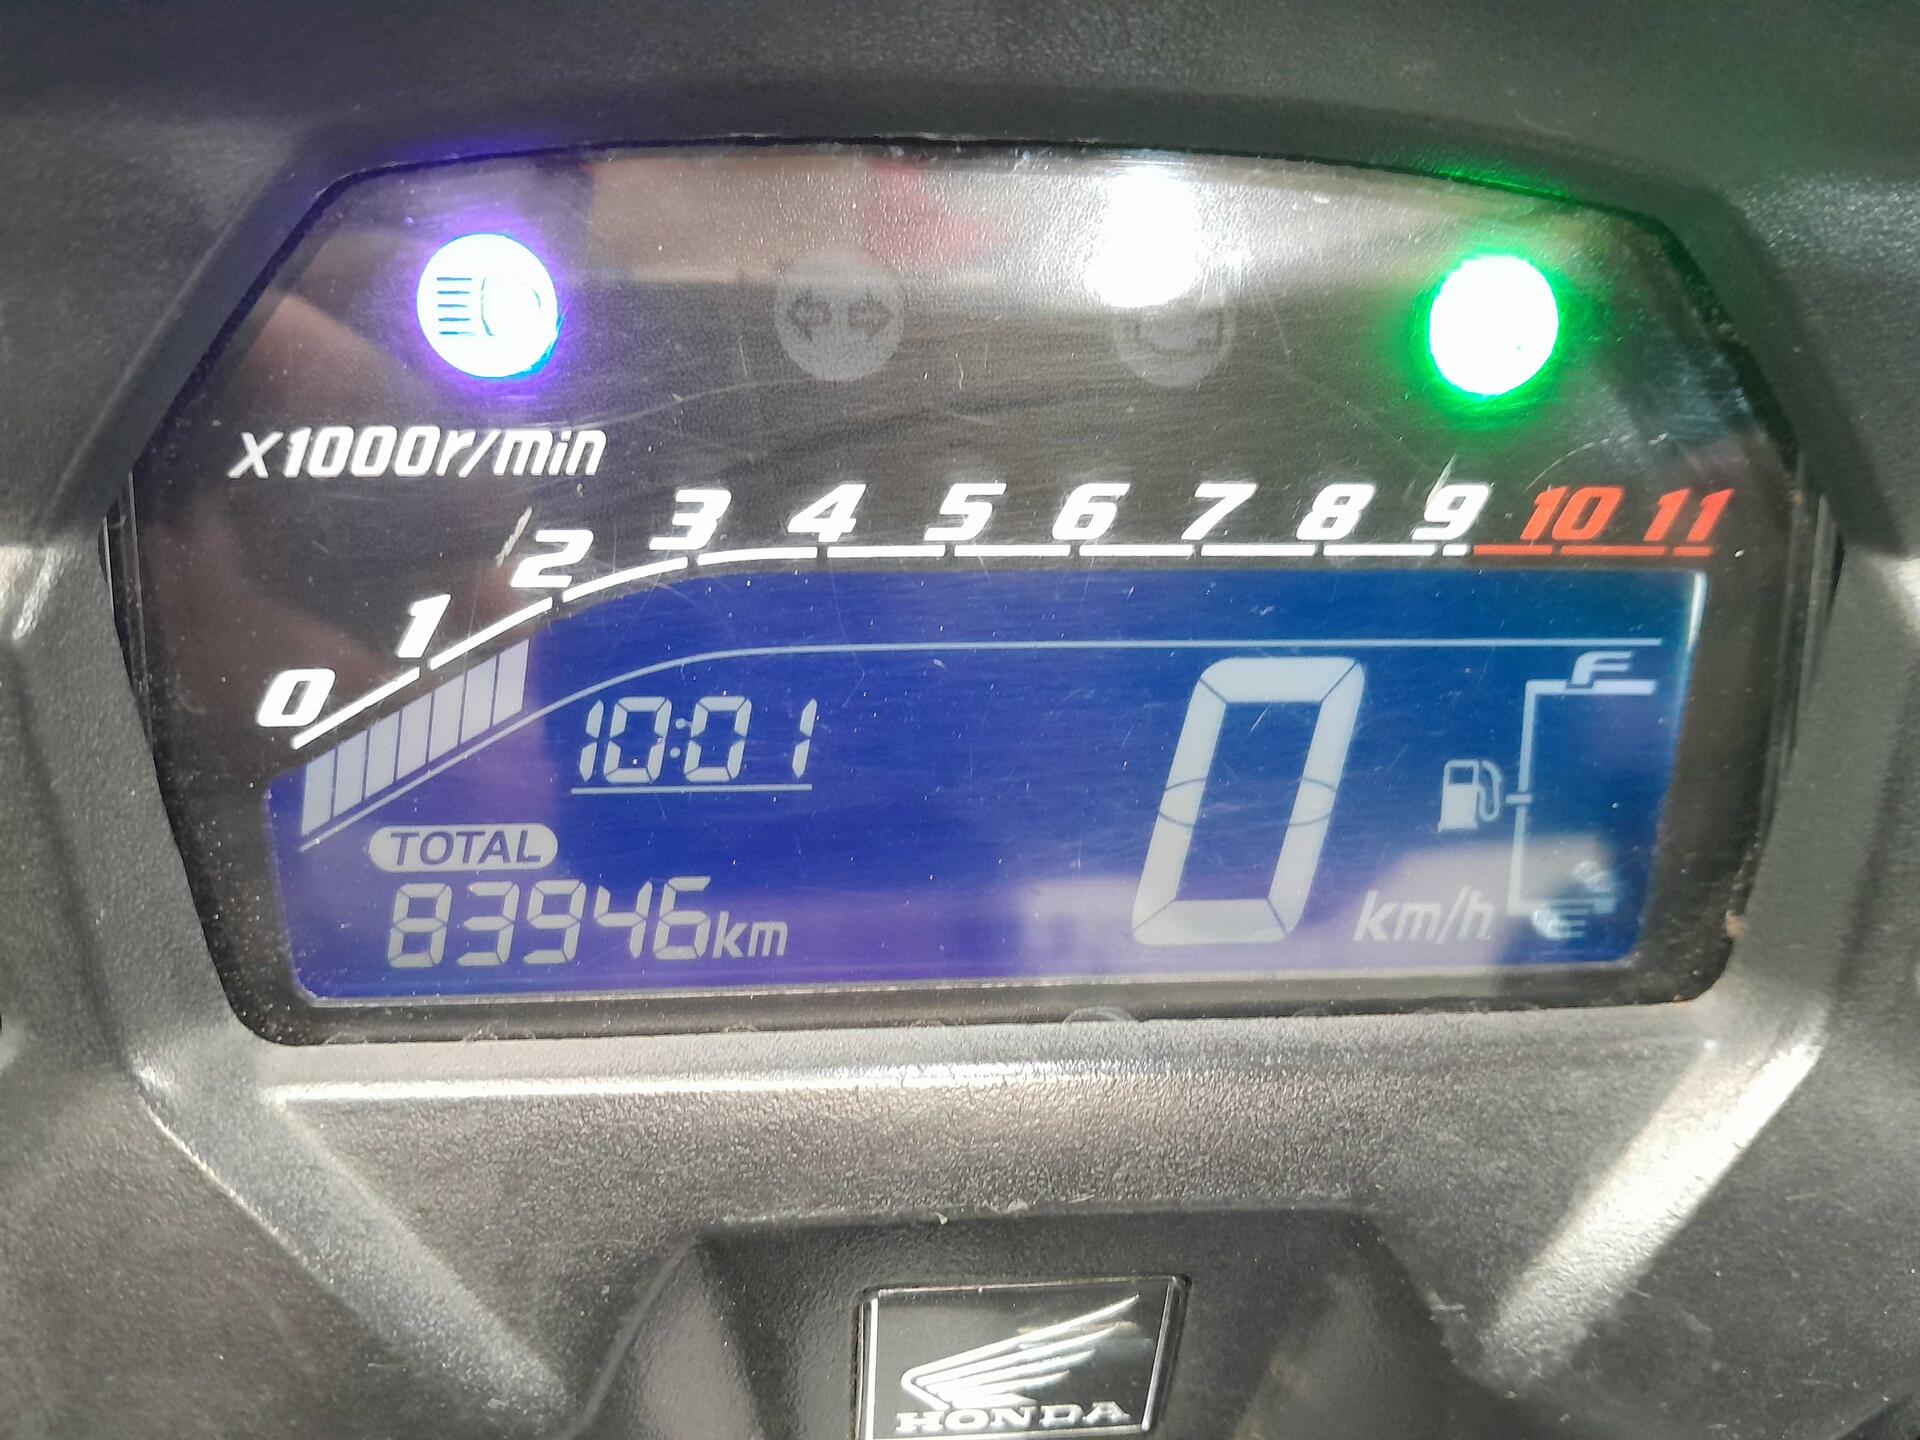 x1000r/min
0 1 2 3 4 5 6 7 8 9 10 11
F
10:01
0
km/h
TOTAL
83946km
HONDA